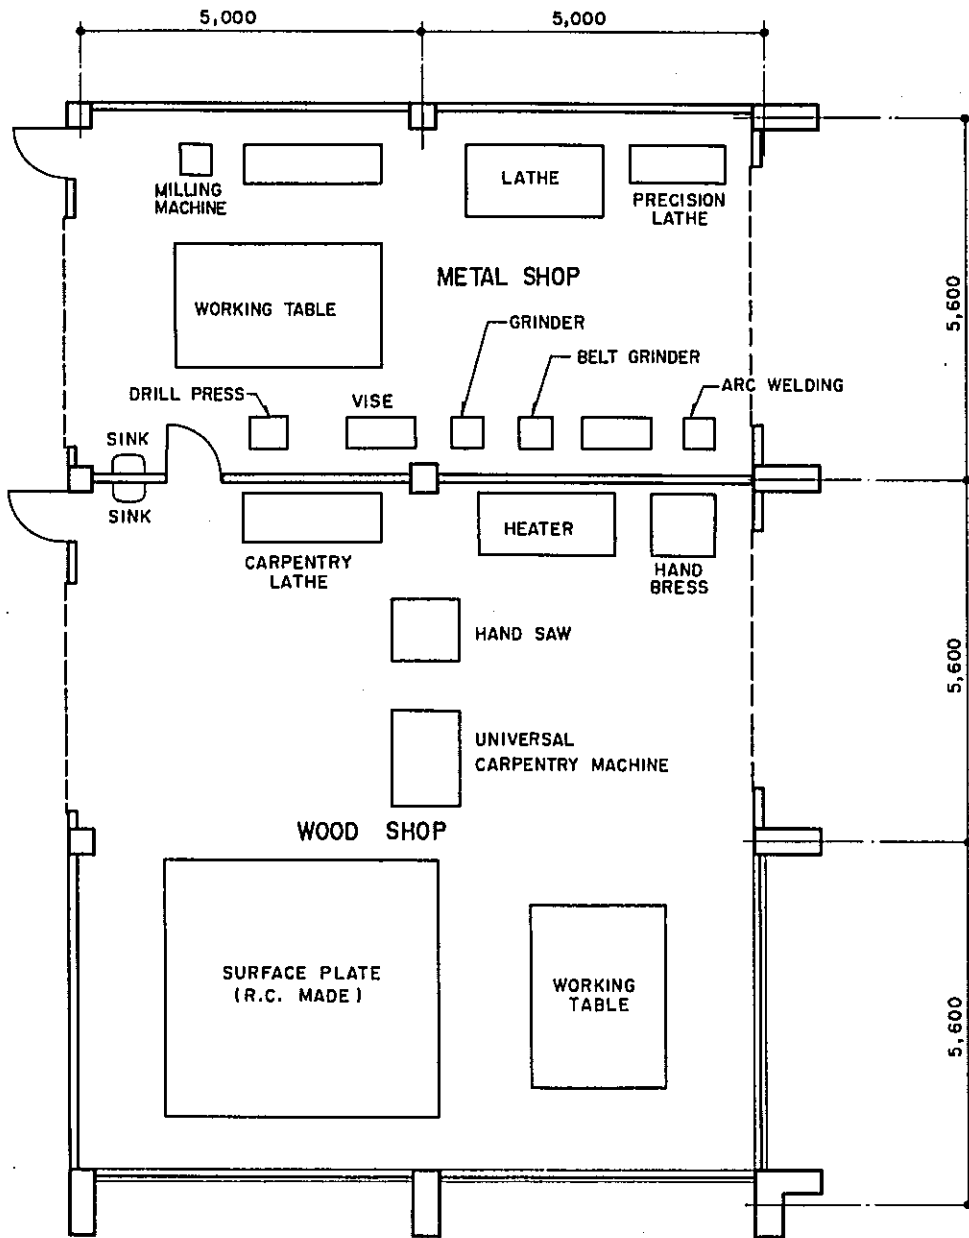 5,000
5,000
MILLING
MACHINE
LATHE
PRECISION
LATHE
METAL SHOP
WORKING TABLE
GRINDER
BELT GRINDER
DRILL PRESS
VISE
ARC WELDING
5,600
SINK
SINK
CARPENTRY
LATHE
HEATER
HAND
BRESS
HAND SAW
5,600
UNIVERSAL
CARPENTRY MACHINE
WOOD SHOP
SURFACE PLATE
(R.C. MADE)
WORKING
TABLE
5,600